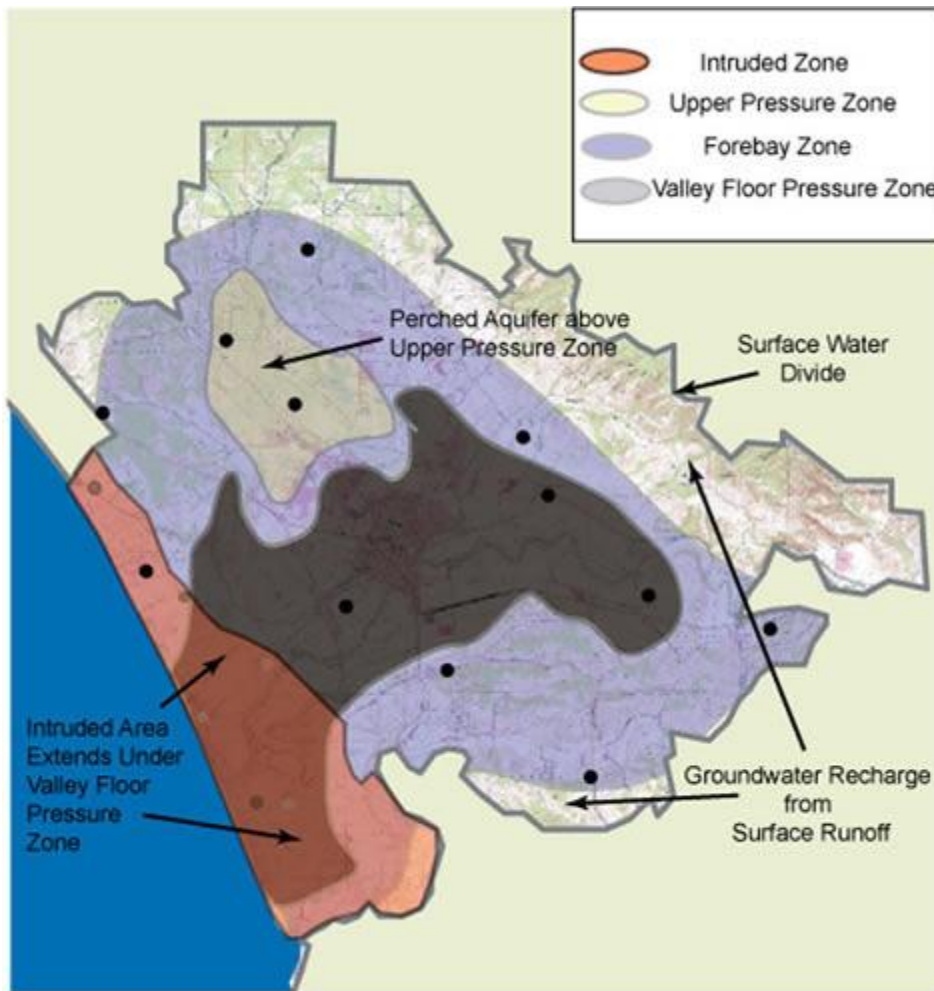 Intruded Zone
Upper Pressure Zone
Forebay Zone
Valley Floor Pressure Zone
Perched Aquifer above
Upper Pressure Zone
Surface Water
Divide
Intruded Area
Extends Under
Valley Floor
Pressure
Zone
Groundwater Recharge
from
Surface Runoff